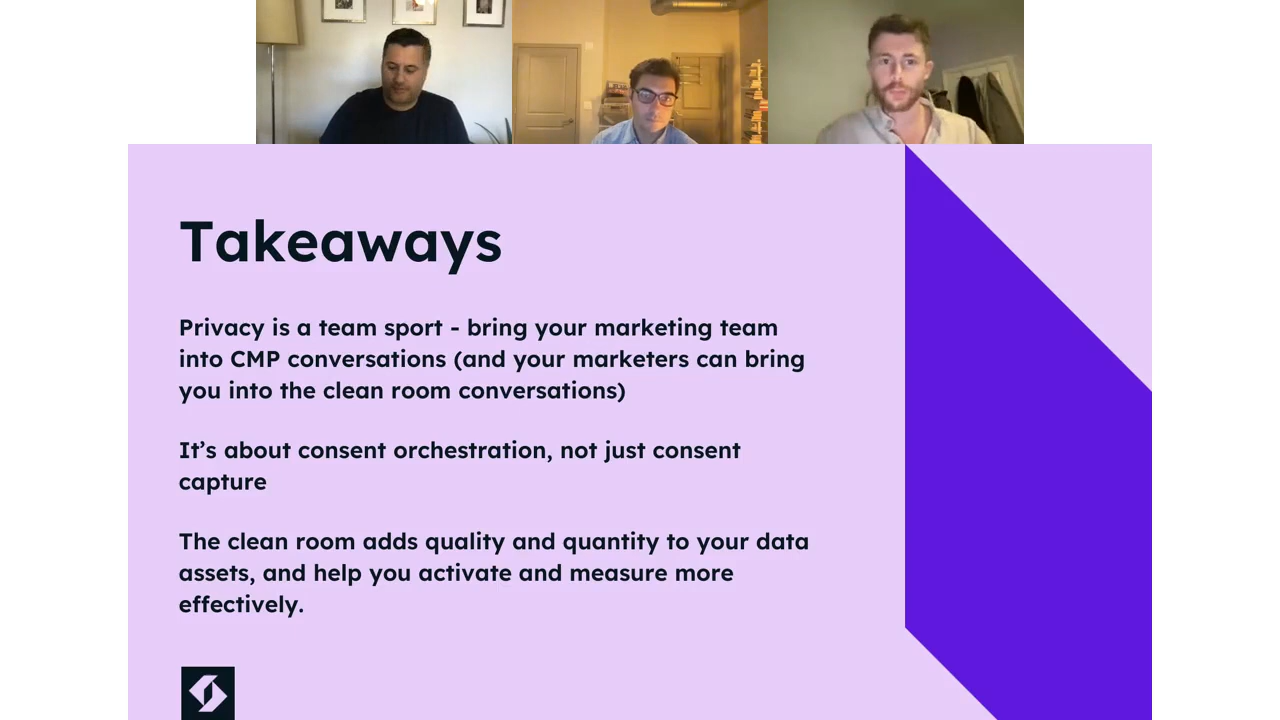 Takeaways
Privacy is a team sport - bring your marketing team
into CMP conversations (and your marketers can bring
you into the clean room conversations)
It’s about consent orchestration, not just consent
capture
The clean room adds quality and quantity to your data
assets, and help you activate and measure more
effectively.